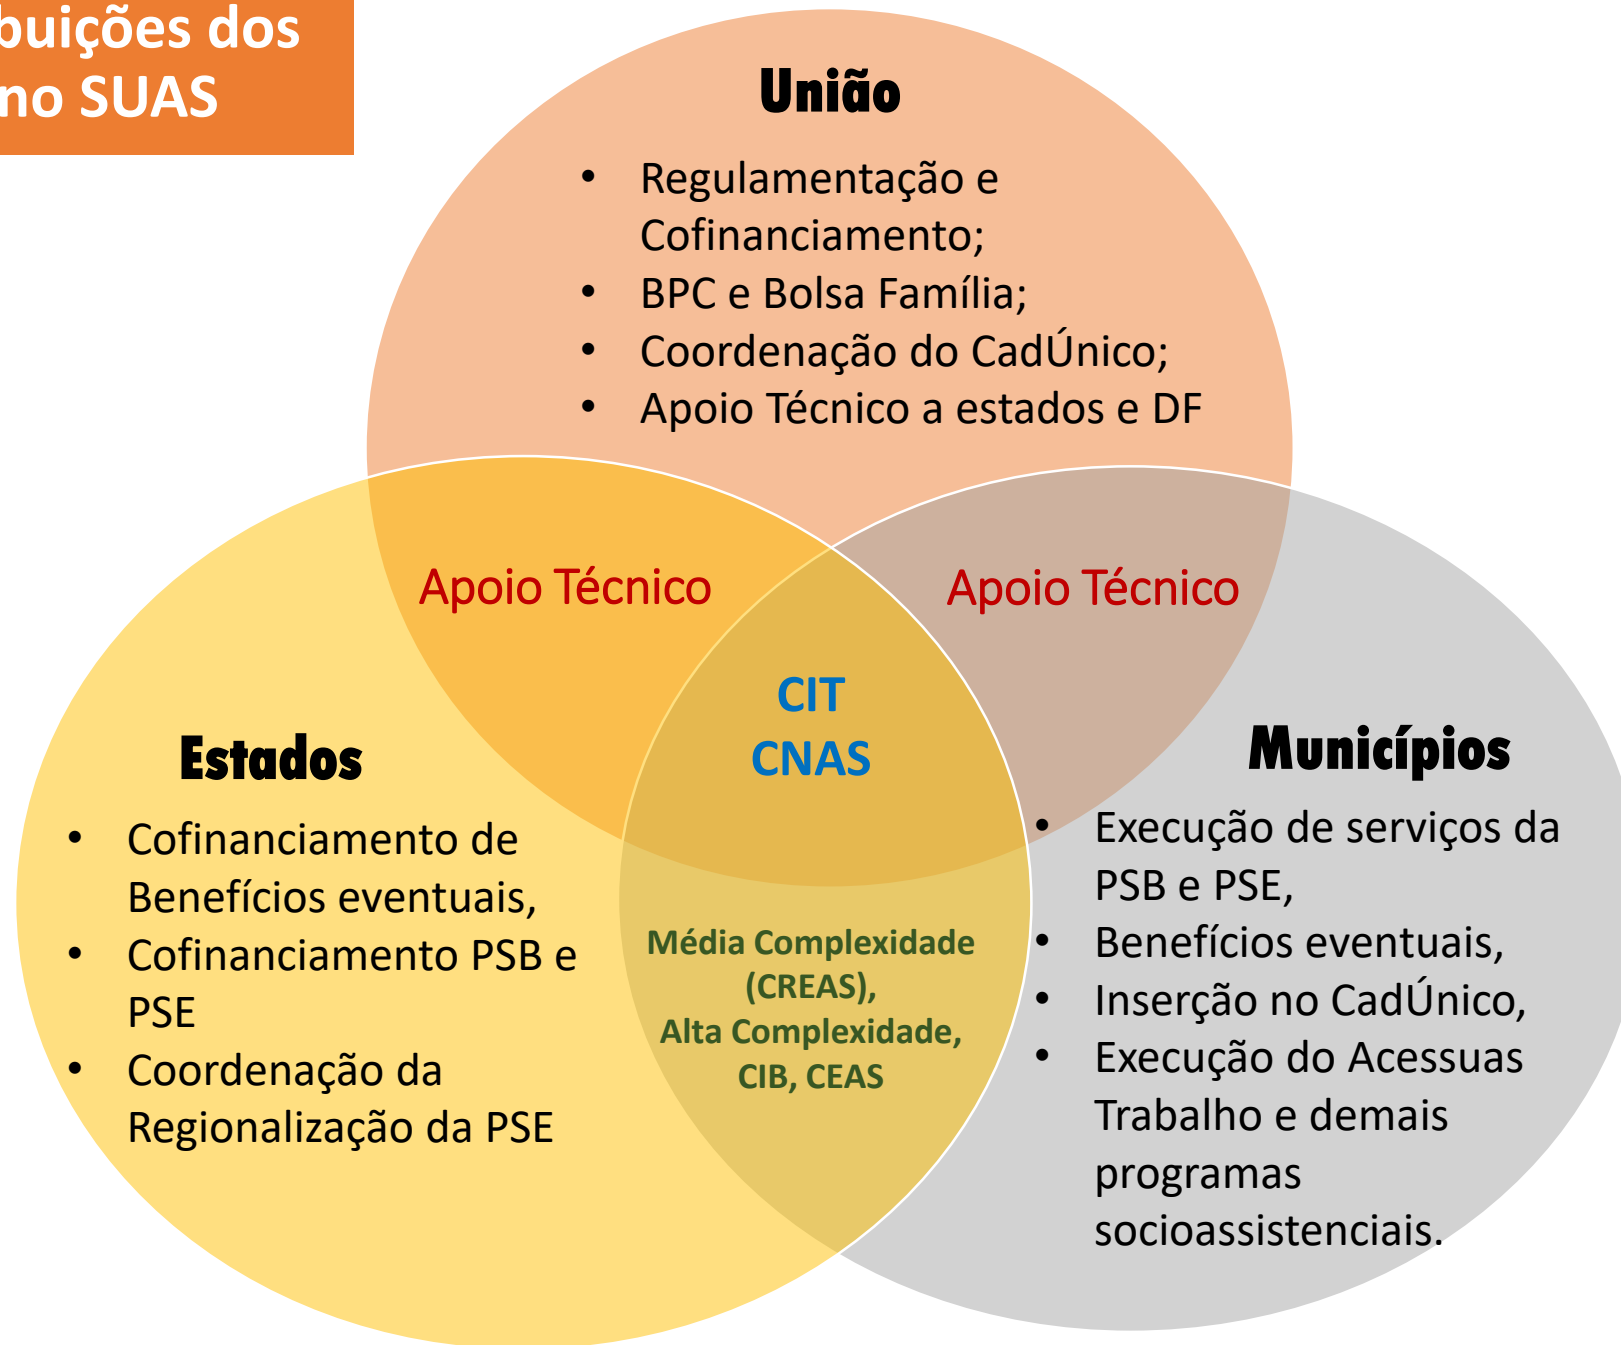 buições dos
no SUAS
União
• Regulamentação e
Cofinanciamento;
• BPC e Bolsa Família;
• Coordenação do CadÚnico;
• Apoio Técnico a estados e DF
Apoio Técnico
Apoio Técnico
CIT
CNAS
Estados
• Cofinanciamento de
Benefícios eventuais,
• Cofinanciamento PSB e
PSE
• Coordenação da
Regionalização da PSE
Média Complexidade
(CREAS),
Alta Complexidade,
CIB, CEAS
Municípios
• Execução de serviços da
PSB e PSE,
• Benefícios eventuais,
• Inserção no CadÚnico,
• Execução do Acessuas
Trabalho e demais
programas
socioassistenciais.